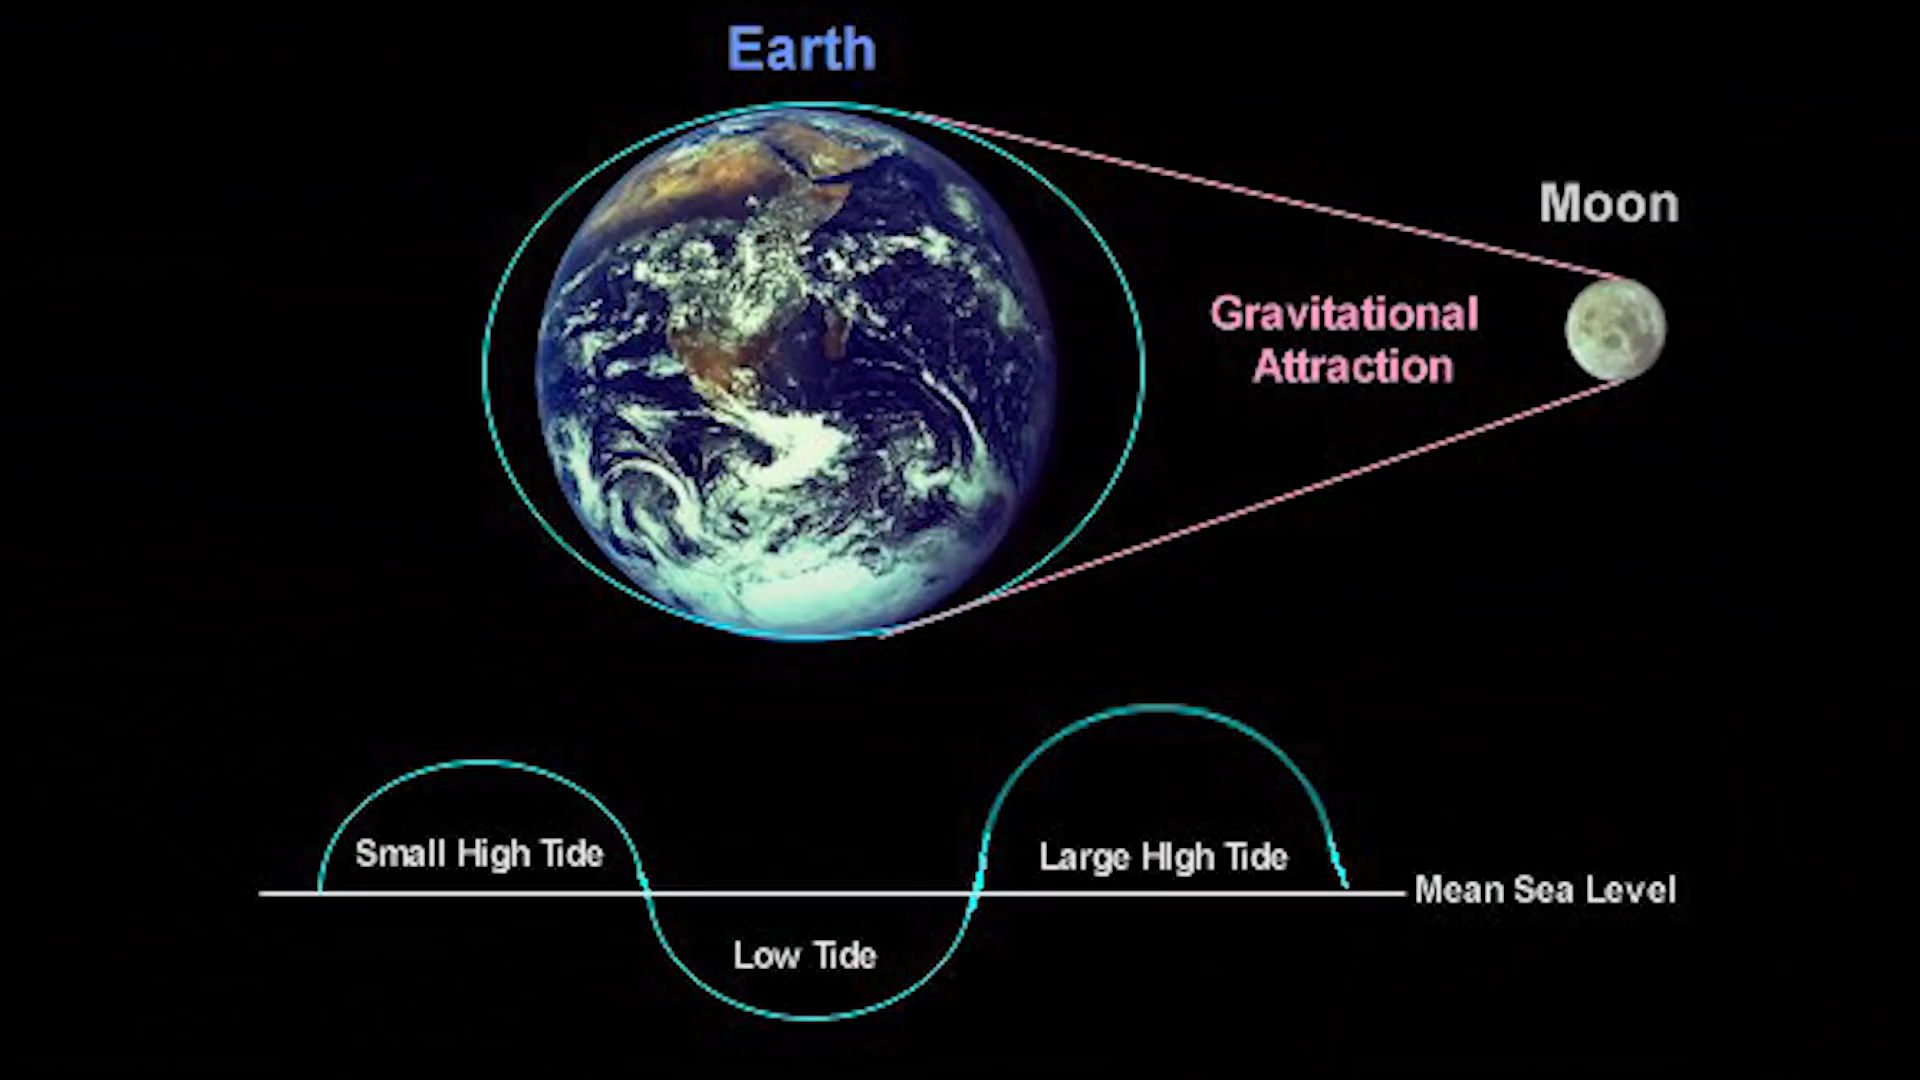 Earth
Moon
Gravitational
Attraction
Small High Tide
Large HIgh Tide
Mean Sea Level
Low Tide